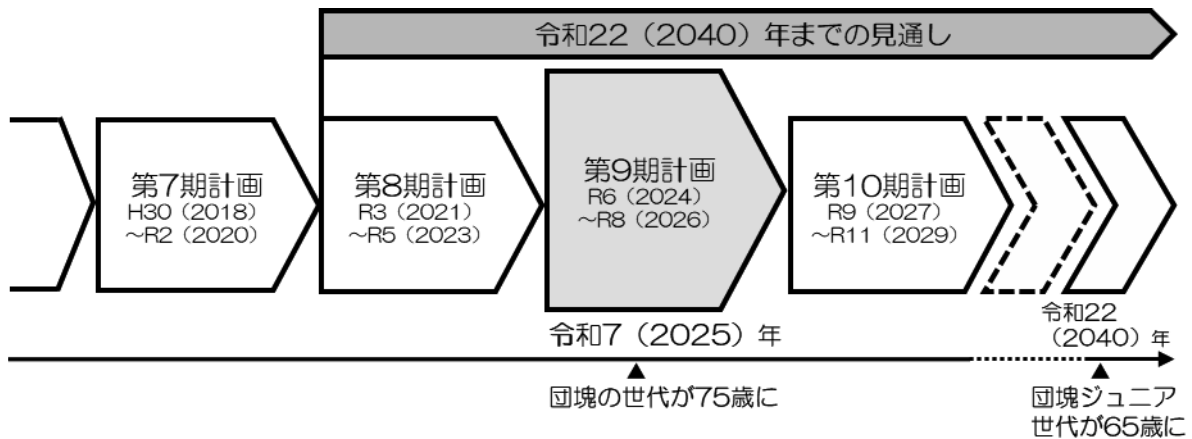 令和22（2040）年までの見通し
第7期計画
H30（2018）
～R2（2020）
第8期計画
R3（2021）
～R5（2023）
第9期計画
R6（2024）
～R8（2026）
第10期計画
R9（2027）
～R11（2029）
令和7（2025）年
令和22
（2040）年
団塊の世代が75歳に
団塊ジュニア
世代が65歳に